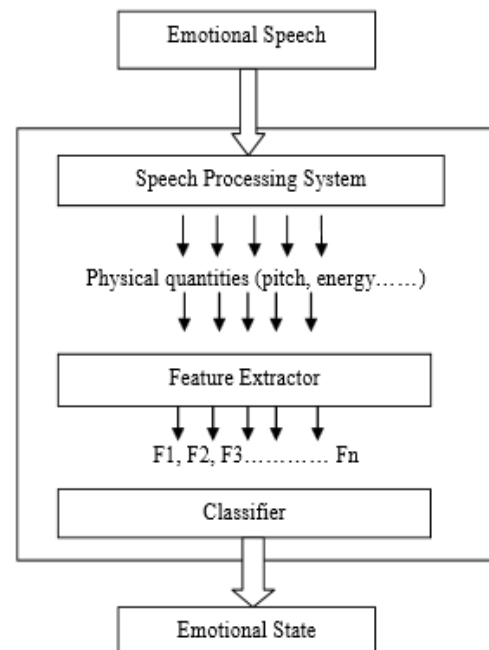 Emotional Speech
Speech Processing System
Physical quantities (pitch, energy……)
Feature Extractor
F1, F2, F3………… Fn
Classifier
Emotional State